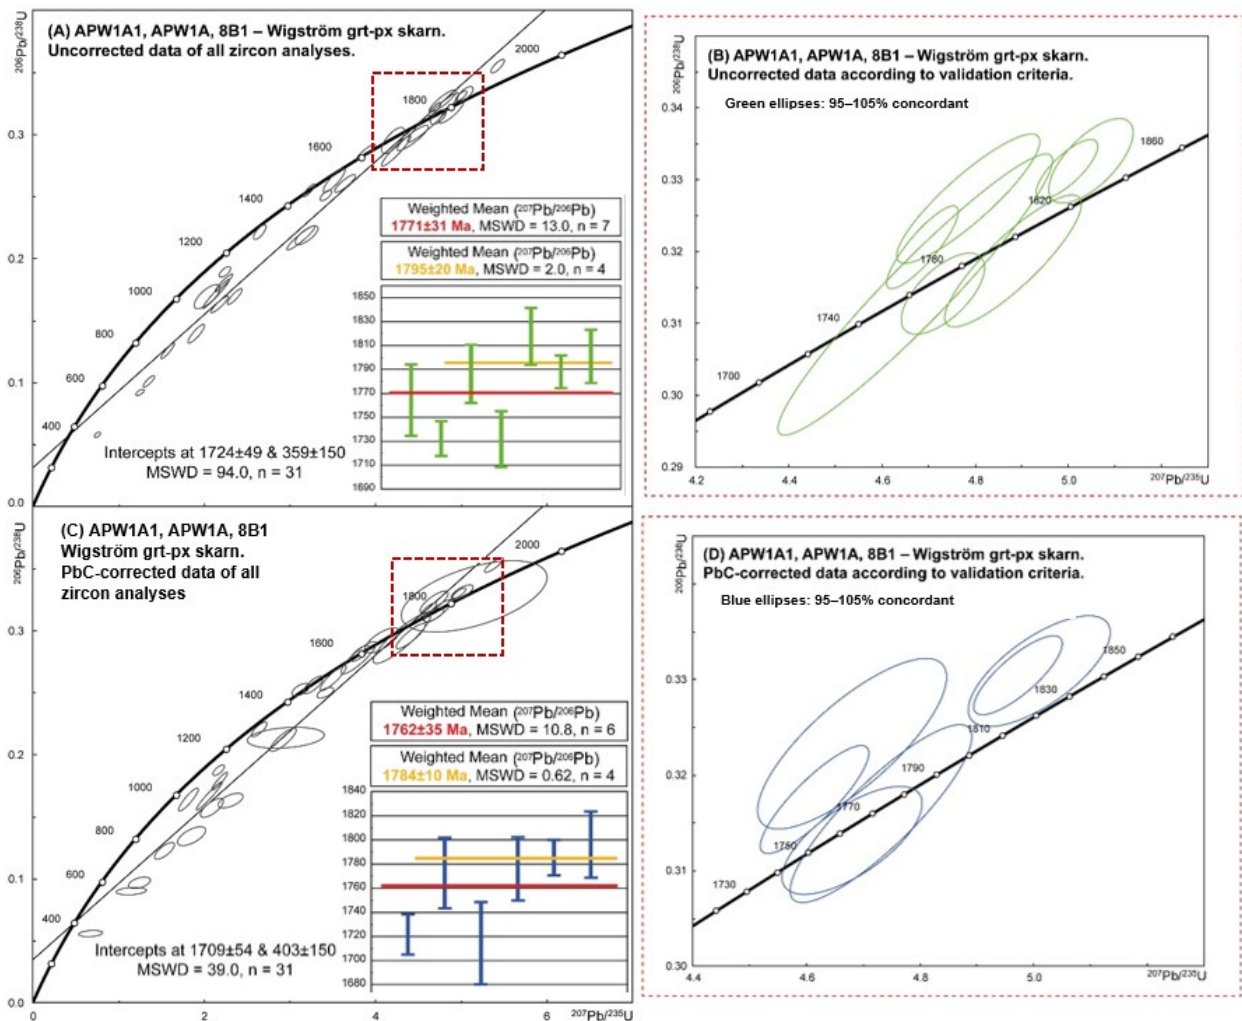 (A) APW1A1, APW1A, 8B1 – Wigström grt-px skarn.
Uncorrected data of all zircon analyses.
²⁰⁶Pb/²³⁸U
2000
1800
1600
1400
1200
1000
800
600
400
0.3
0.2
0.1
0.0
Weighted Mean (²⁰⁷Pb/²⁰⁶Pb)
1771±31 Ma, MSWD = 13.0, n = 7
Weighted Mean (²⁰⁷Pb/²⁰⁶Pb)
1795±20 Ma, MSWD = 2.0, n = 4
1850
1830
1810
1790
1770
1750
1730
1710
1690
Intercepts at 1724±49 & 359±150
MSWD = 94.0, n = 31
(B) APW1A1, APW1A, 8B1 – Wigström grt-px skarn.
Uncorrected data according to validation criteria.
Green ellipses: 95–105% concordant
²⁰⁶Pb/²³⁸U
0.34
0.33
0.32
0.31
0.30
0.29
1860
1820
1760
1740
1700
4.2
4.4
4.6
4.8
5.0
²⁰⁷Pb/²³⁵U
(C) APW1A1, APW1A, 8B1
Wigström grt-px skarn.
PbC-corrected data of all
zircon analyses
²⁰⁶Pb/²³⁸U
2000
1800
1600
1400
1200
1000
800
600
400
0.3
0.2
0.1
0.0
Weighted Mean (²⁰⁷Pb/²⁰⁶Pb)
1762±35 Ma, MSWD = 10.8, n = 6
Weighted Mean (²⁰⁷Pb/²⁰⁶Pb)
1784±10 Ma, MSWD = 0.62, n = 4
1840
1820
1800
1780
1760
1740
1720
1700
1680
Intercepts at 1709±54 & 403±150
MSWD = 39.0, n = 31
0
2
4
²⁰⁷Pb/²³⁵U
6
(D) APW1A1, APW1A, 8B1 – Wigström grt-px skarn.
PbC-corrected data according to validation criteria.
Blue ellipses: 95–105% concordant
²⁰⁶Pb/²³⁸U
0.33
0.32
0.31
0.30
1850
1830
1810
1790
1770
1750
1730
4.4
4.6
4.8
5.0
²⁰⁷Pb/²³⁵U